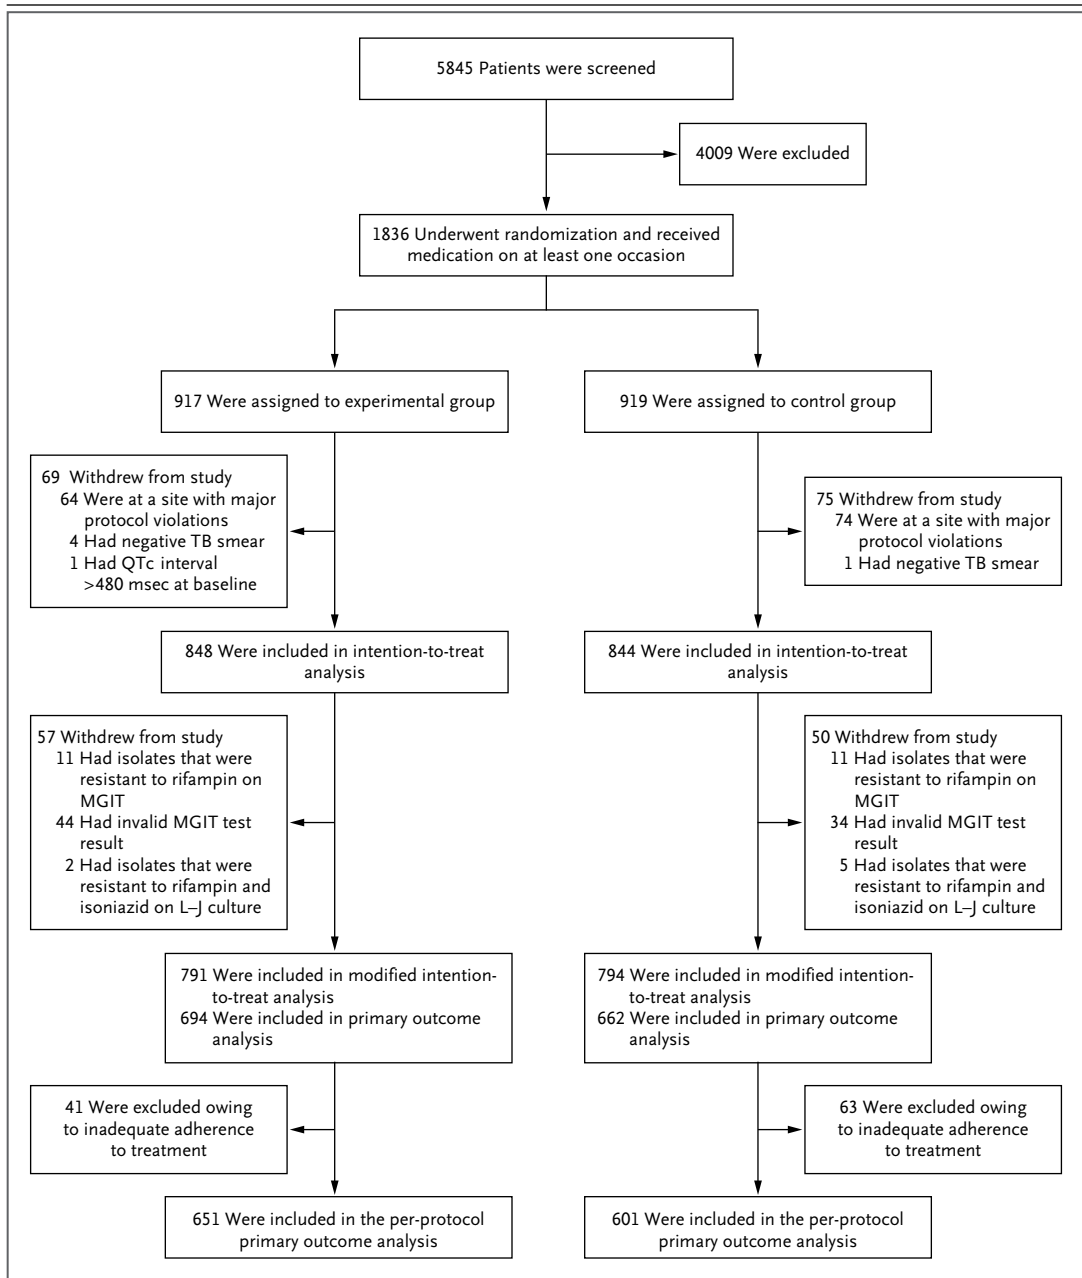 5845 Patients were screened
4009 Were excluded
1836 Underwent randomization and received
medication on at least one occasion
917 Were assigned to experimental group
919 Were assigned to control group
69 Withdrew from study
64 Were at a site with major
protocol violations
4 Had negative TB smear
1 Had QTc interval
>480 msec at baseline
75 Withdrew from study
74 Were at a site with major
protocol violations
1 Had negative TB smear
848 Were included in intention-to-treat
analysis
844 Were included in intention-to-treat
analysis
57 Withdrew from study
11 Had isolates that were
resistant to rifampin on
MGIT
44 Had invalid MGIT test
result
2 Had isolates that were
resistant to rifampin and
isoniazid on L–J culture
50 Withdrew from study
11 Had isolates that were
resistant to rifampin on
MGIT
34 Had invalid MGIT test
result
5 Had isolates that were
resistant to rifampin and
isoniazid on L–J culture
791 Were included in modified intention-
to-treat analysis
694 Were included in primary outcome
analysis
794 Were included in modified intention-
to-treat analysis
662 Were included in primary outcome
analysis
41 Were excluded owing
to inadequate adherence
to treatment
63 Were excluded owing
to inadequate adherence
to treatment
651 Were included in the per-protocol
primary outcome analysis
601 Were included in the per-protocol
primary outcome analysis